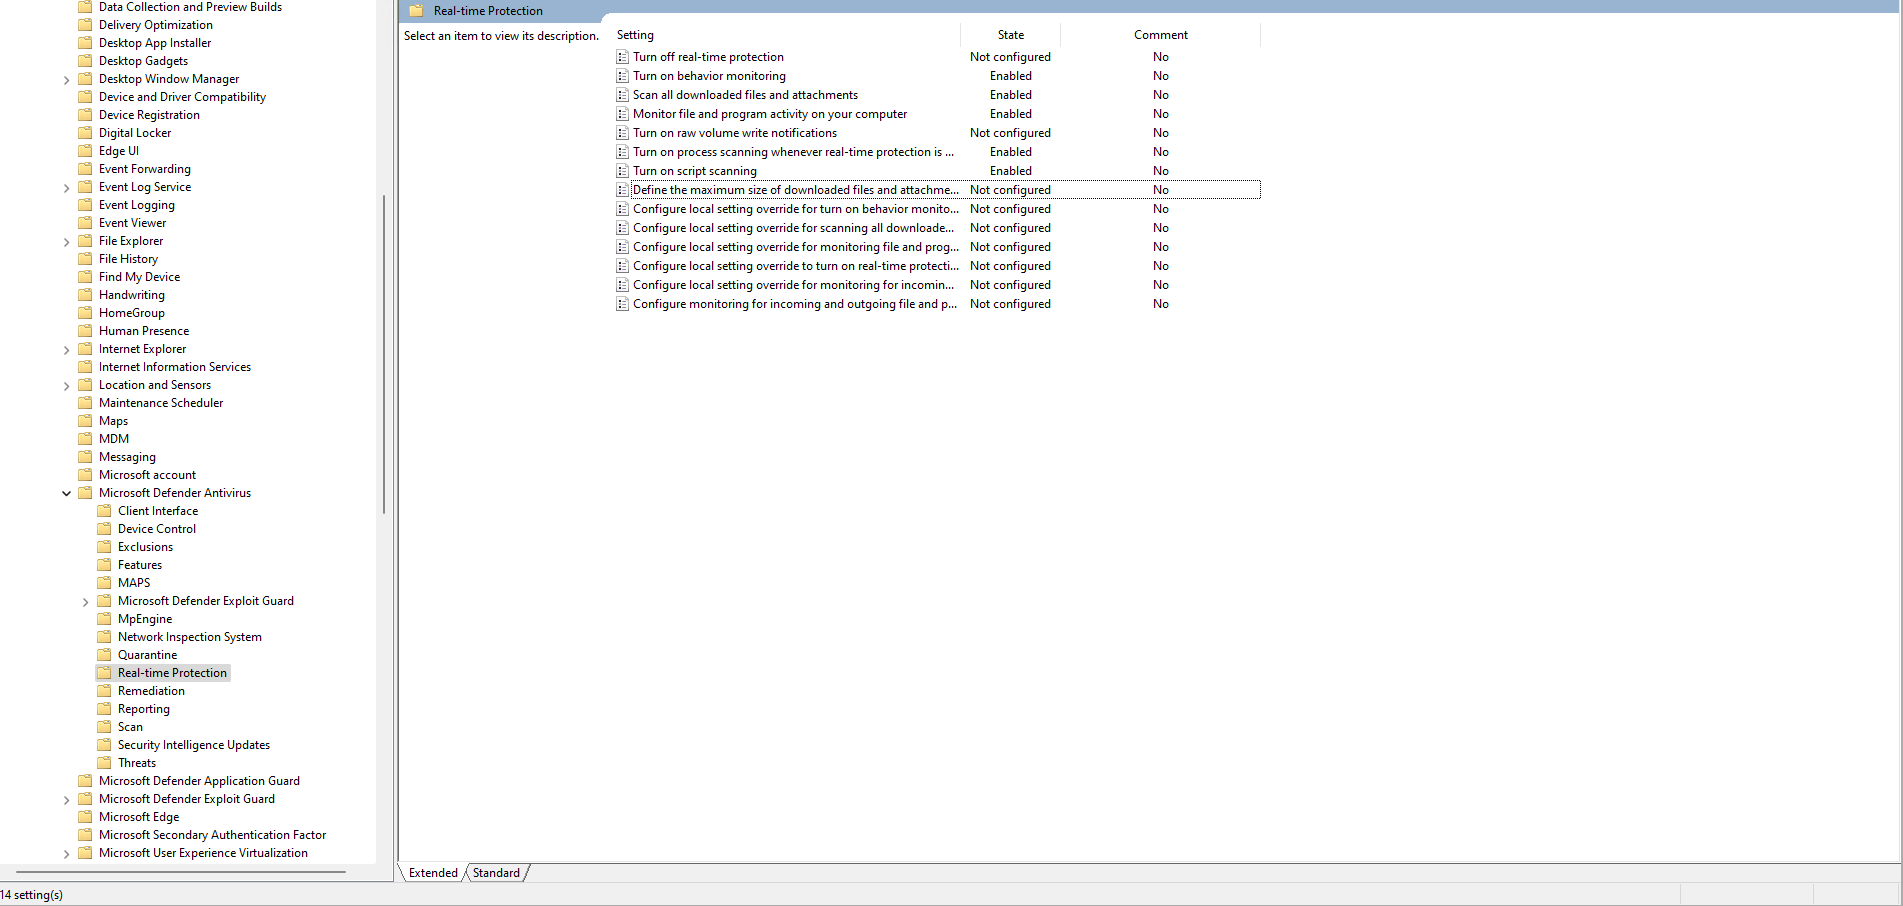 Data Collection and Preview Builds
Delivery Optimization
Desktop App Installer
Desktop Gadgets
Desktop Window Manager
Device and Driver Compatibility
Device Registration
Digital Locker
Edge UI
Event Forwarding
Event Log Service
Event Logging
Event Viewer
File Explorer
File History
Find My Device
Handwriting
HomeGroup
Human Presence
Internet Explorer
Internet Information Services
Location and Sensors
Maintenance Scheduler
Maps
MDM
Messaging
Microsoft account
Microsoft Defender Antivirus
Client Interface
Device Control
Exclusions
Features
MAPS
Microsoft Defender Exploit Guard
MpEngine
Network Inspection System
Quarantine
Real-time Protection
Remediation
Reporting
Scan
Security Intelligence Updates
Threats
Microsoft Defender Application Guard
Microsoft Defender Exploit Guard
Microsoft Edge
Microsoft Secondary Authentication Factor
Microsoft User Experience Virtualization
Real-time Protection
Select an item to view its description.
Setting State Comment
Turn off real-time protection Not configured No
Turn on behavior monitoring Enabled No
Scan all downloaded files and attachments Enabled No
Monitor file and program activity on your computer Enabled No
Turn on raw volume write notifications Not configured No
Turn on process scanning whenever real-time protection is ... Enabled No
Turn on script scanning Enabled No
Define the maximum size of downloaded files and attachme... Not configured No
Configure local setting override for turn on behavior monito... Not configured No
Configure local setting override for scanning all downloade... Not configured No
Configure local setting override for monitoring file and prog... Not configured No
Configure local setting override to turn on real-time protecti... Not configured No
Configure local setting override for monitoring for incomin... Not configured No
Configure monitoring for incoming and outgoing file and p... Not configured No
Extended Standard
14 setting(s)